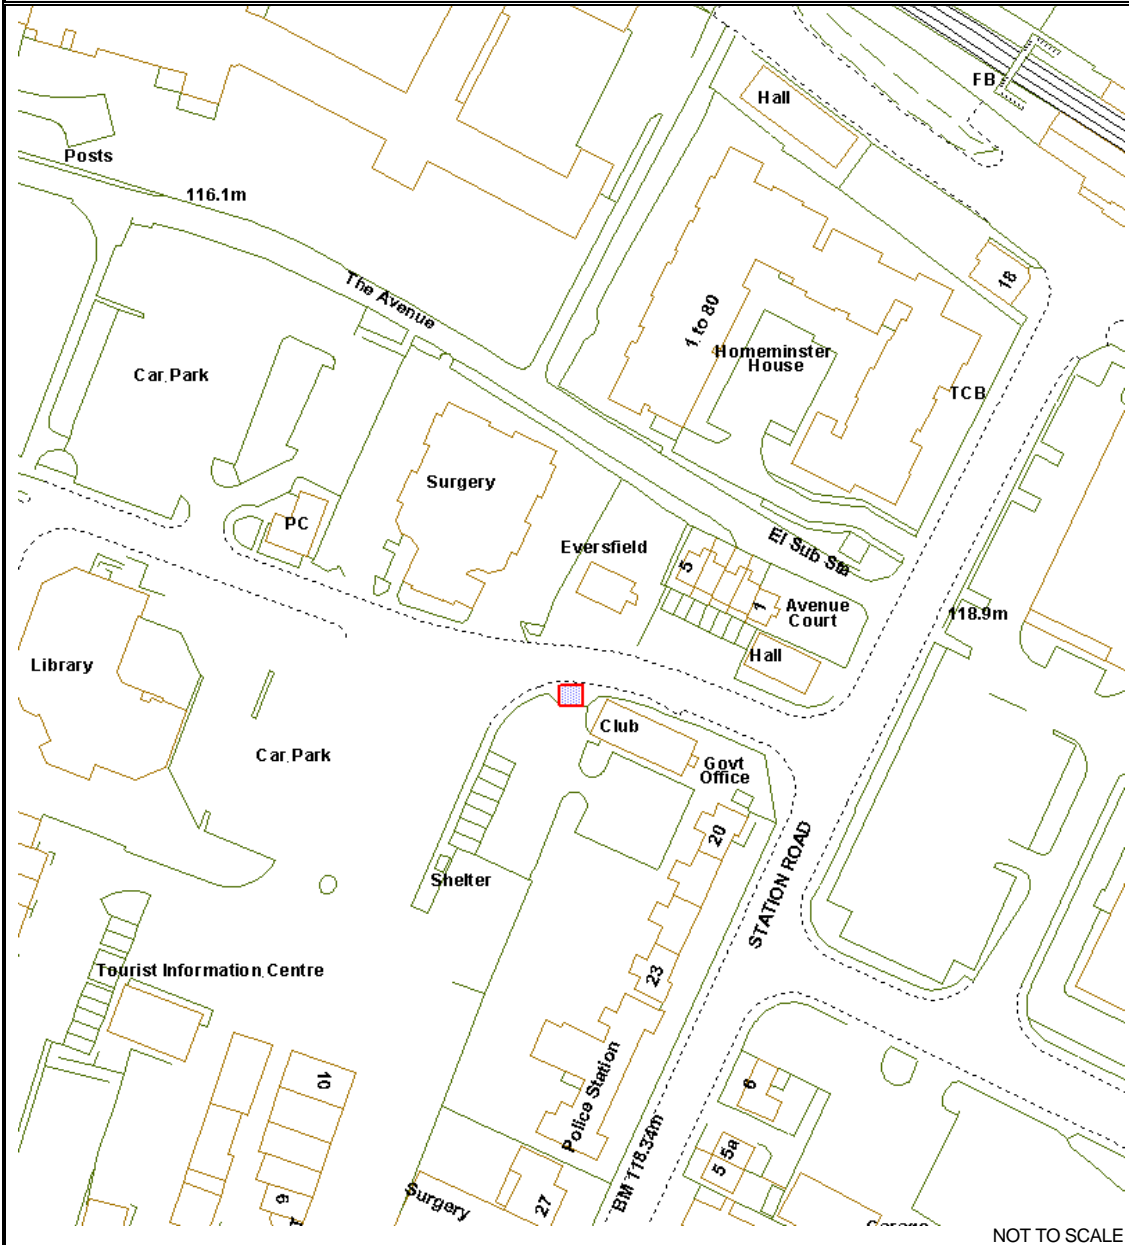 FB
Hall
Posts
116.1m
18
The Avenue
1 to 80
Homeminster
House
Car Park
TCB
Surgery
PC
El Sub Sta
Eversfield
5
1
Avenue
Court
118.9m
Hall
Library
Club
Car Park
Govt
Office
20
STATION ROAD
Shelter
Tourist Information Centre
23
Police Station
10
6
5 5a
BM 118.34m
Surgery
27
6
NOT TO SCALE